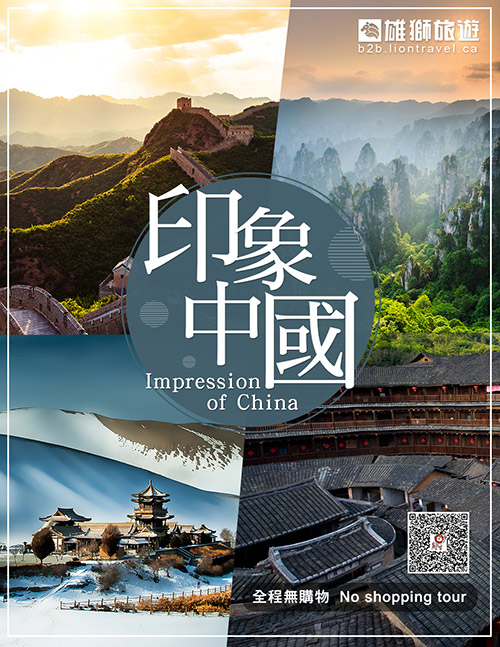 雄獅旅遊
b2b.liontravel.ca
印象
中國
Impression
of China
全程無購物 No shopping tour